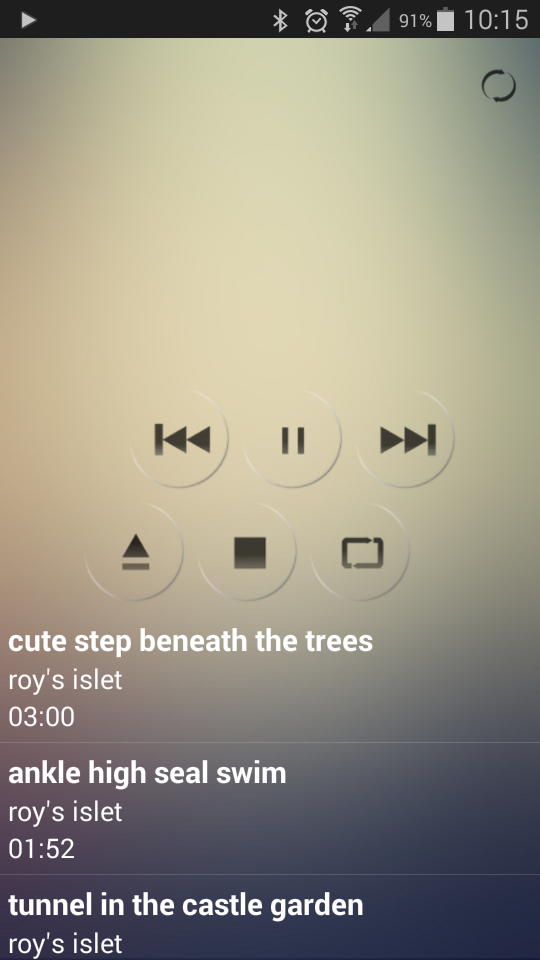 91% 10:15
cute step beneath the trees
roy's islet
03:00
ankle high seal swim
roy's islet
01:52
tunnel in the castle garden
roy's islet